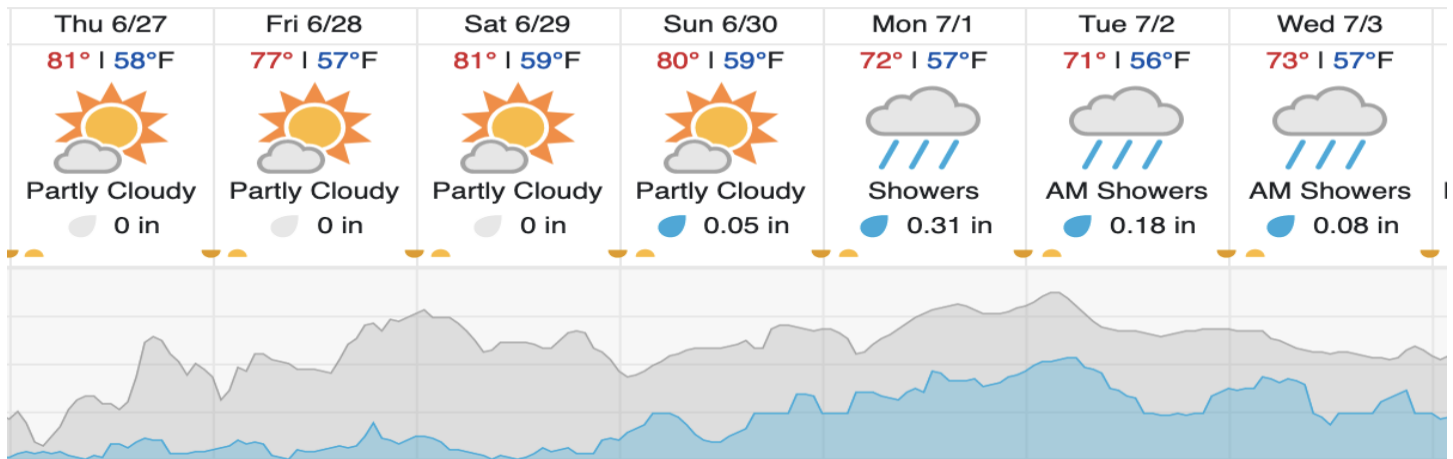 Thu 6/27 Fri 6/28 Sat 6/29 Sun 6/30 Mon 7/1 Tue 7/2 Wed 7/3
81° | 58°F 77° | 57°F 81° | 59°F 80° | 59°F 72° | 57°F 71° | 56°F 73° | 57°F
Partly Cloudy Partly Cloudy Partly Cloudy Partly Cloudy Showers AM Showers AM Showers
0 in 0 in 0 in 0.05 in 0.31 in 0.18 in 0.08 in